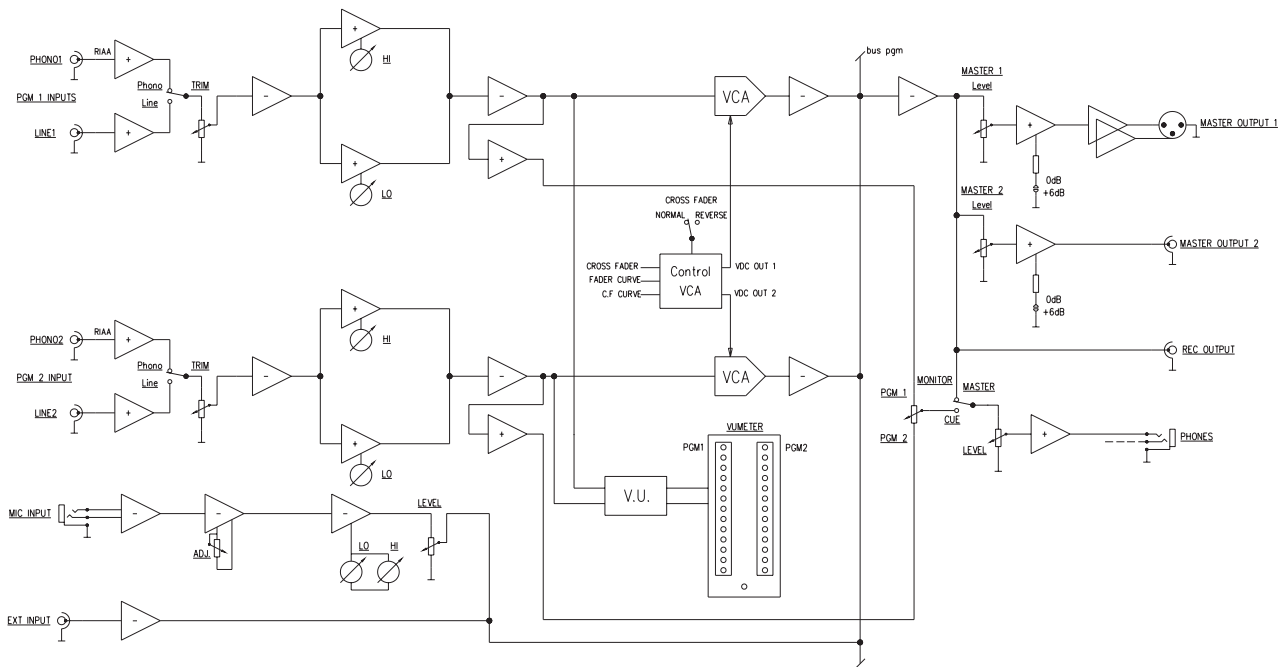 bus pgm
PHONO1
RIAA
+
+
HI
PGM 1 INPUTS
Phono
Line
TRIM
-
-
VCA
-
-
MASTER 1
Level
LINE1
+
+
LO
+
+
MASTER OUTPUT 1
0dB
+6dB
CROSS FADER
NORMAL
REVERSE
MASTER 2
Level
+
MASTER OUTPUT 2
CROSS FADER
FADER CURVE
C.F CURVE
Control
VCA
VDC OUT 1
VDC OUT 2
0dB
+6dB
PHONO2
RIAA
+
+
HI
REC OUTPUT
PGM 2 INPUT
Phono
Line
TRIM
-
-
VCA
-
MONITOR
MASTER
PGM 1
CUE
PGM 2
LINE2
+
+
LO
+
VUMETER
PGM1
PGM2
LEVEL
+
PHONES
V.U.
MIC INPUT
-
-
-
LEVEL
ADJ.
LO
HI
EXT INPUT
-